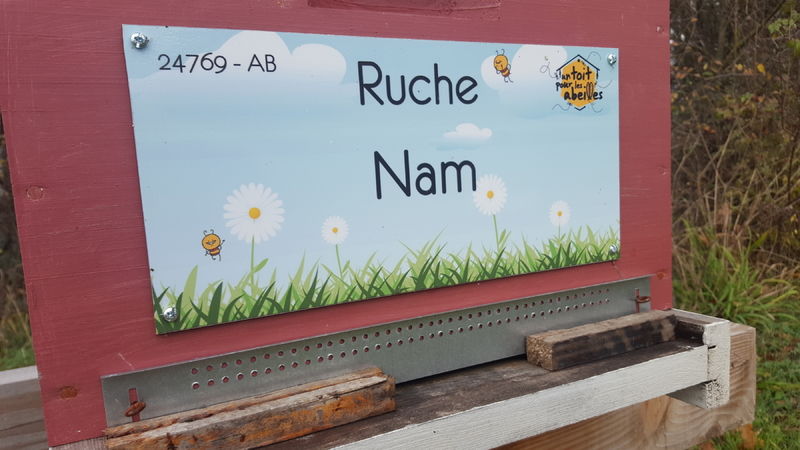 24769 - AB
Ruche
Nam
un toit
pour les
abeilles